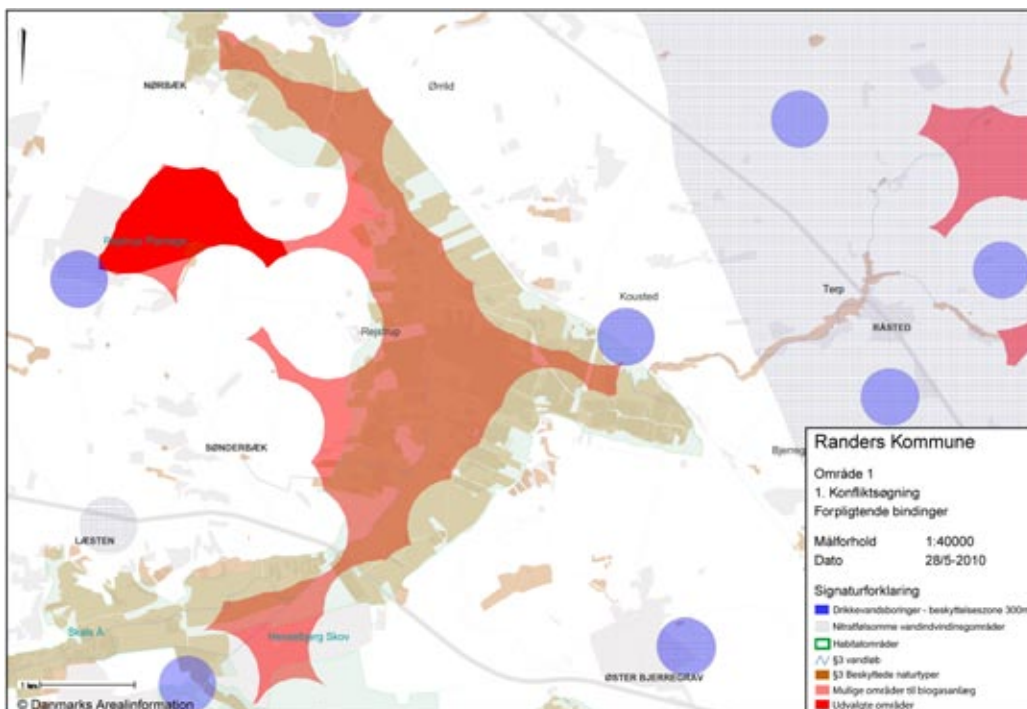 NØRBÆK
Ørrild
Kousted
Terp
RÅSTED
Rejstrup
SØNDERBÆK
LÆSTEN
Skals Å
ØSTER BJERREGRAV
1 km
© Danmarks Arealinformation
Randers Kommune
Område 1
1. Konfliktsøgning
Forpligtende bindinger
Målforhold 1:40000
Dato 28/5-2010
Signaturforklaring
Drikkevandsboringer - beskyttelseszone 300m
Nitratfølsomme vandindvindingsområder
Habitatområder
§3 vandløb
§3 Beskyttede naturtyper
Mulige områder til biogasanlæg
Udvalgte områder